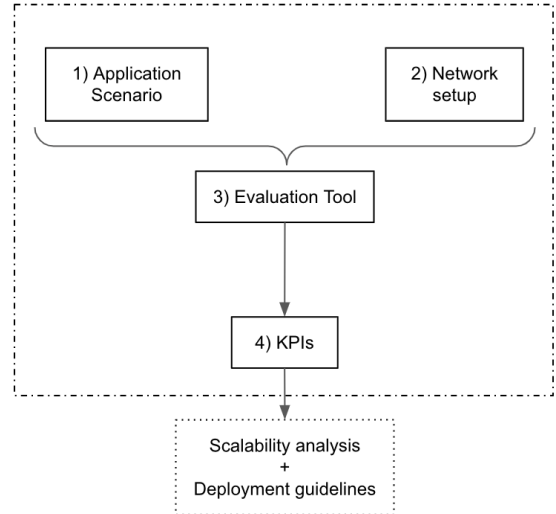 1) Application
Scenario
2) Network
setup
3) Evaluation Tool
4) KPIs
Scalability analysis
+
Deployment guidelines